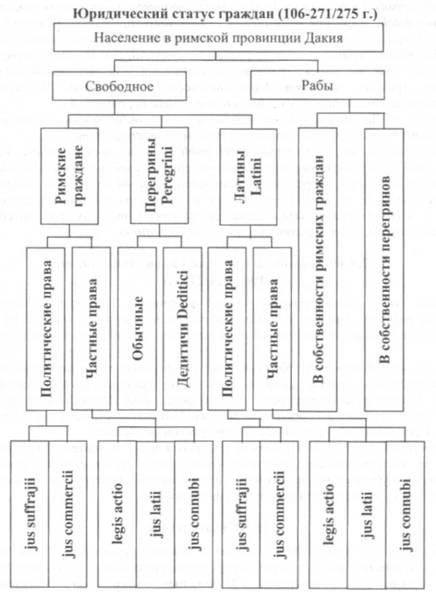 Юридический статус граждан (106-271/275 г.)
Население в римской провинции Дакия
Свободное
Рабы
Римские
граждане
Перегрины
Peregrini
Латины
Latini
В собственности римских граждан
В собственности перегринов
Политические права
Частные права
Обычные
Дедитичи Deditici
Политические права
Частные права
jus suffrajii
jus commercii
legis actio
jus latii
jus connubi
jus suffrajii
jus commercii
legis actio
jus latii
jus connubi